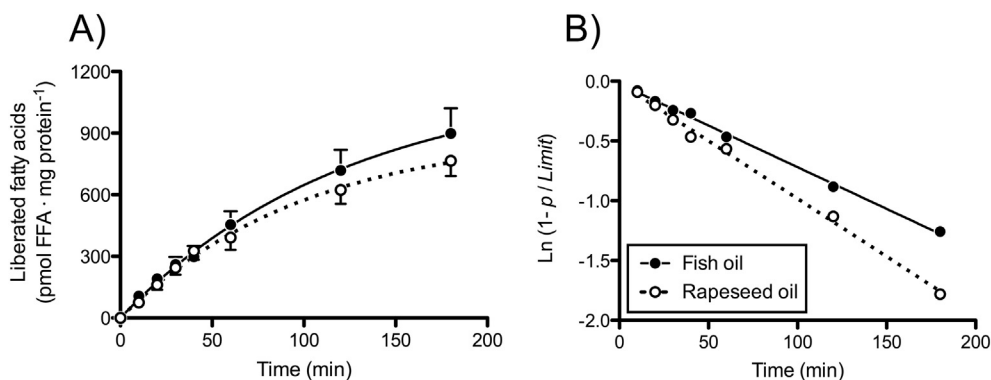 A)
1200
900
600
300
0
0
50
100
150
200
Time (min)
Liberated fatty acids
(pmol FFA · mg protein⁻¹)
B)
0.0
-0.5
-1.0
-1.5
-2.0
0
50
100
150
200
Time (min)
Ln (1- p / Limit)
Fish oil
Rapeseed oil